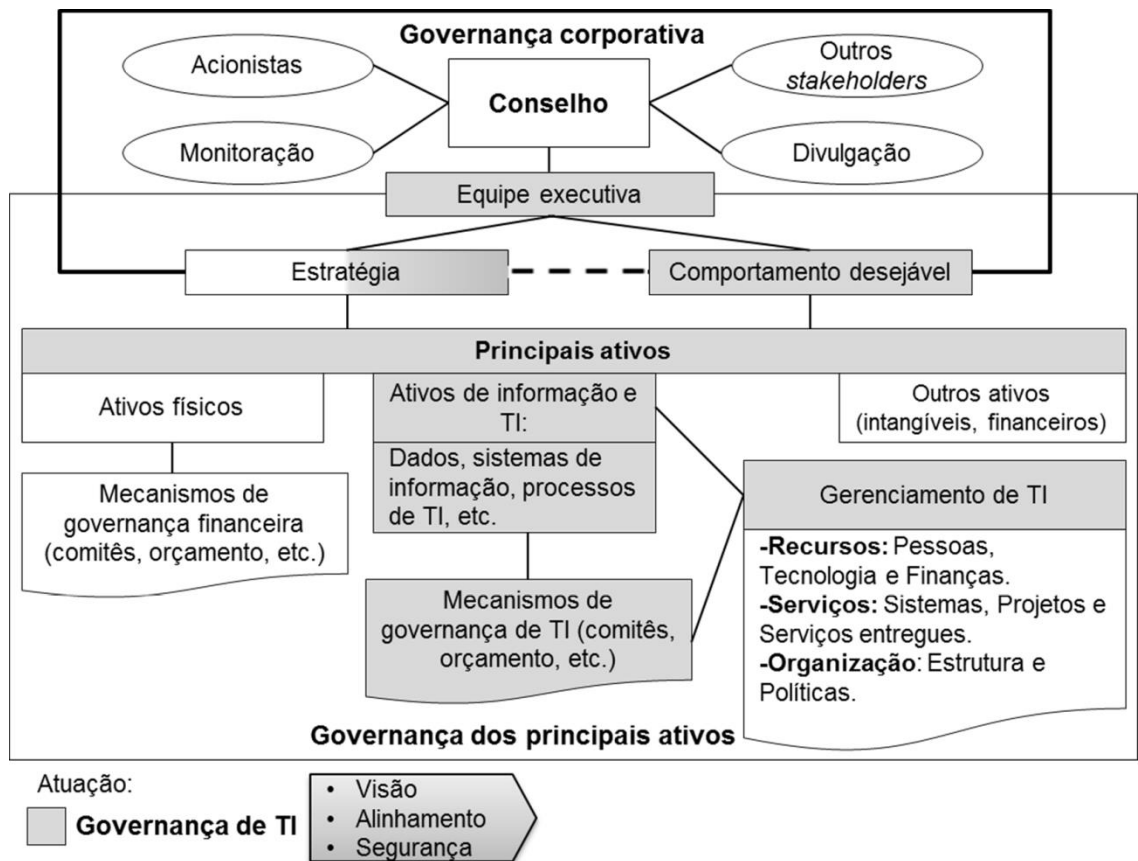 Governança corporativa
Acionistas
Outros
stakeholders
Conselho
Monitoração
Divulgação
Equipe executiva
Estratégia
Comportamento desejável
Principais ativos
Ativos físicos
Ativos de informação e
TI:
Outros ativos
(intangíveis, financeiros)
Dados, sistemas de
informação, processos
de TI, etc.
Mecanismos de
governança financeira
(comitês, orçamento, etc.)
Gerenciamento de TI
-Recursos: Pessoas,
Tecnologia e Finanças.
-Serviços: Sistemas, Projetos e
Serviços entregues.
-Organização: Estrutura e
Políticas.
Mecanismos de
governança de TI (comitês,
orçamento, etc.)
Governança dos principais ativos
Atuação:
Governança de TI
• Visão
• Alinhamento
• Segurança